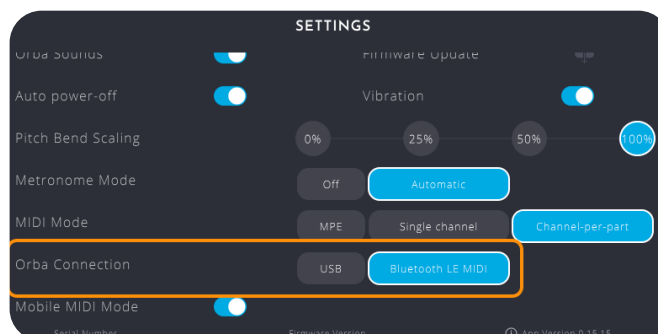 SETTINGS
Orba Sounds Firmware Update
Auto power-off Vibration
Pitch Bend Scaling 0% 25% 50% 100%
Metronome Mode Off Automatic
MIDI Mode MPE Single channel Channel-per-part
Orba Connection USB Bluetooth LE MIDI
Mobile MIDI Mode
Serial Number Firmware Version App Version 0.15.15